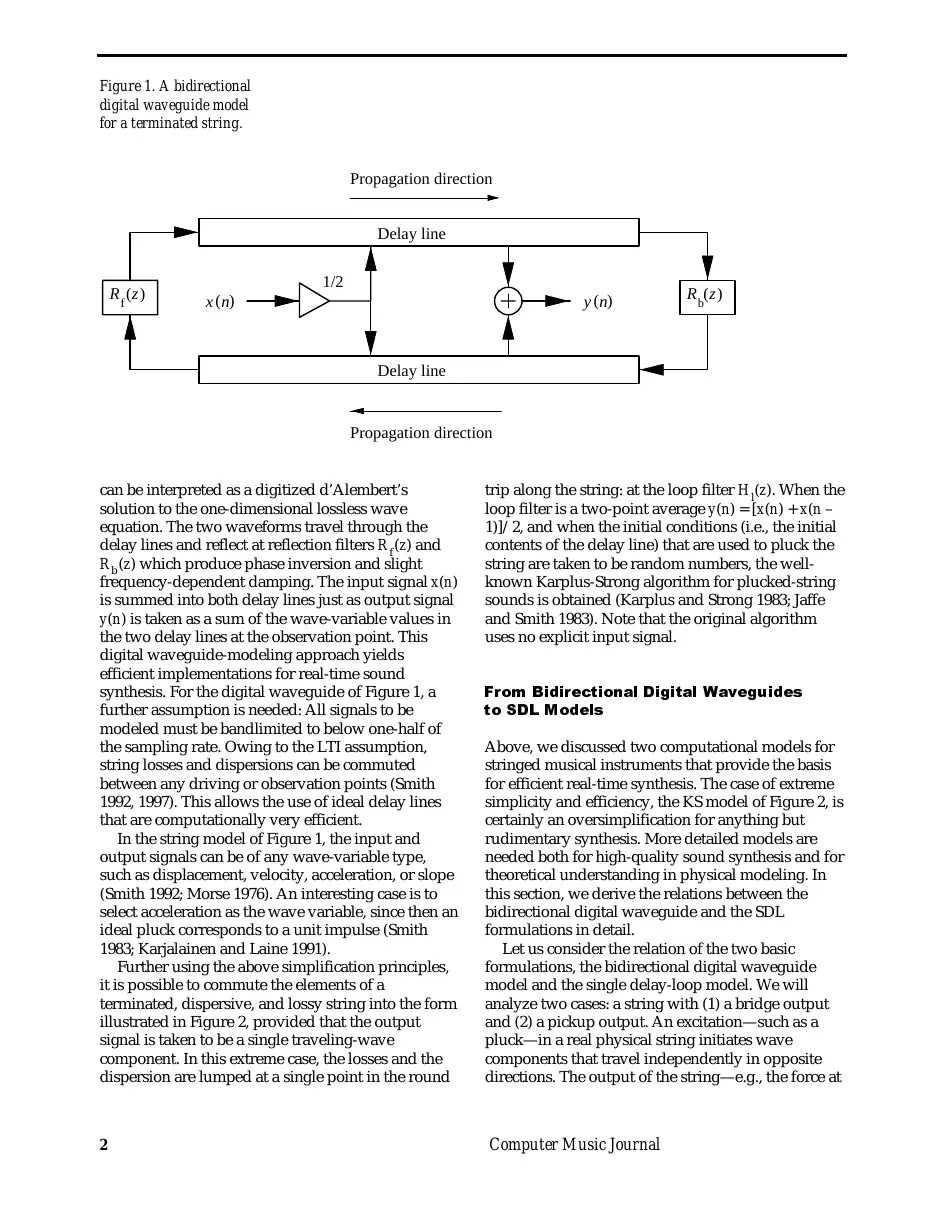 Figure 1. A bidirectional
digital waveguide model
for a terminated string.
Propagation direction
Delay line
1/2
R_f(z)
x(n)
y(n)
R_b(z)
Delay line
Propagation direction
can be interpreted as a digitized d’Alembert’s
solution to the one-dimensional lossless wave
equation. The two waveforms travel through the
delay lines and reflect at reflection filters R_f(z) and
R_b(z) which produce phase inversion and slight
frequency-dependent damping. The input signal x(n)
is summed into both delay lines just as output signal
y(n) is taken as a sum of the wave-variable values in
the two delay lines at the observation point. This
digital waveguide-modeling approach yields
efficient implementations for real-time sound
synthesis. For the digital waveguide of Figure 1, a
further assumption is needed: All signals to be
modeled must be bandlimited to below one-half of
the sampling rate. Owing to the LTI assumption,
string losses and dispersions can be commuted
between any driving or observation points (Smith
1992, 1997). This allows the use of ideal delay lines
that are computationally very efficient.
In the string model of Figure 1, the input and
output signals can be of any wave-variable type,
such as displacement, velocity, acceleration, or slope
(Smith 1992; Morse 1976). An interesting case is to
select acceleration as the wave variable, since then an
ideal pluck corresponds to a unit impulse (Smith
1983; Karjalainen and Laine 1991).
Further using the above simplification principles,
it is possible to commute the elements of a
terminated, dispersive, and lossy string into the form
illustrated in Figure 2, provided that the output
signal is taken to be a single traveling-wave
component. In this extreme case, the losses and the
dispersion are lumped at a single point in the round
trip along the string: at the loop filter H_l(z). When the
loop filter is a two-point average y(n) = [x(n) + x(n –
1)]/2, and when the initial conditions (i.e., the initial
contents of the delay line) that are used to pluck the
string are taken to be random numbers, the well-
known Karplus-Strong algorithm for plucked-string
sounds is obtained (Karplus and Strong 1983; Jaffe
and Smith 1983). Note that the original algorithm
uses no explicit input signal.
From Bidirectional Digital Waveguides
to SDL Models
Above, we discussed two computational models for
stringed musical instruments that provide the basis
for efficient real-time synthesis. The case of extreme
simplicity and efficiency, the KS model of Figure 2, is
certainly an oversimplification for anything but
rudimentary synthesis. More detailed models are
needed both for high-quality sound synthesis and for
theoretical understanding in physical modeling. In
this section, we derive the relations between the
bidirectional digital waveguide and the SDL
formulations in detail.
Let us consider the relation of the two basic
formulations, the bidirectional digital waveguide
model and the single delay-loop model. We will
analyze two cases: a string with (1) a bridge output
and (2) a pickup output. An excitation—such as a
pluck—in a real physical string initiates wave
components that travel independently in opposite
directions. The output of the string—e.g., the force at
2
Computer Music Journal